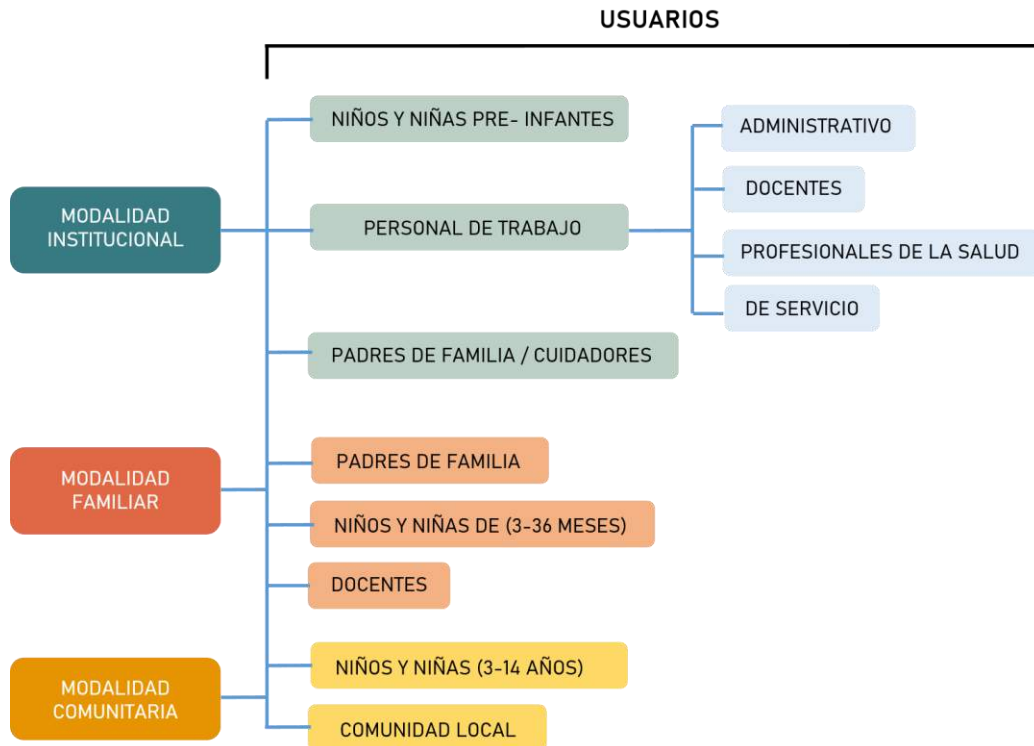 USUARIOS
NIÑOS Y NIÑAS PRE- INFANTES
ADMINISTRATIVO
DOCENTES
MODALIDAD
INSTITUCIONAL
PERSONAL DE TRABAJO
PROFESIONALES DE LA SALUD
DE SERVICIO
PADRES DE FAMILIA / CUIDADORES
MODALIDAD
FAMILIAR
PADRES DE FAMILIA
NIÑOS Y NIÑAS DE (3-36 MESES)
DOCENTES
MODALIDAD
COMUNITARIA
NIÑOS Y NIÑAS (3-14 AÑOS)
COMUNIDAD LOCAL